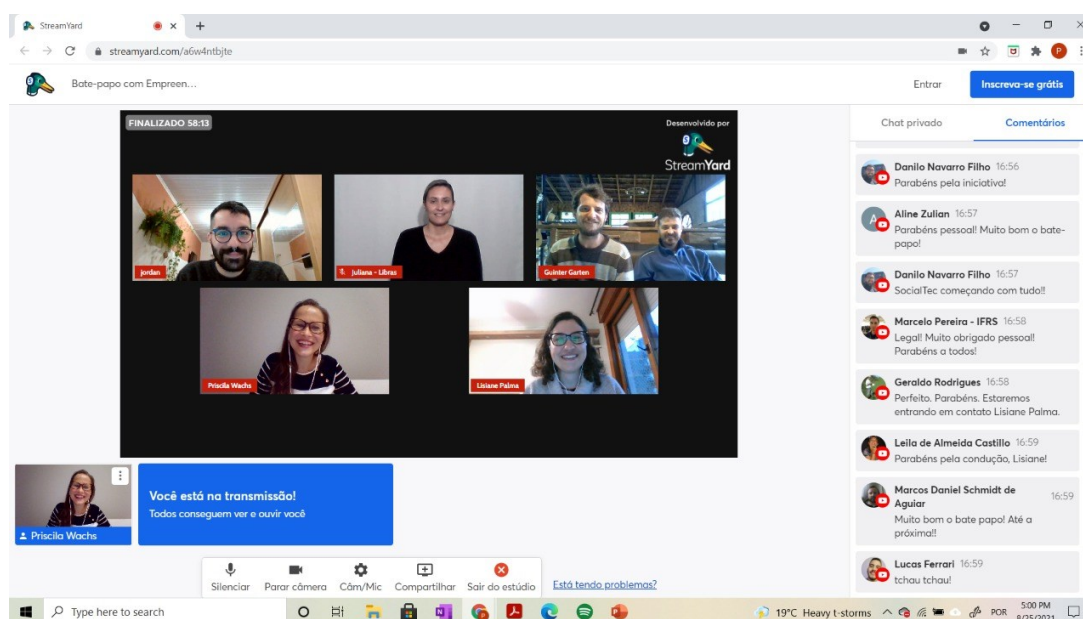 StreamYard
streamyard.com/a6w4ntbjte
P
Bate-papo com Empreen...
Entrar
Inscreva-se grátis
FINALIZADO 58:13
Desenvolvido por
StreamYard
jordan
juliana - Libras
Guinter Garten
Priscila Wachs
Lisiane Palma
Chat privado
Comentários
Danilo Navarro Filho 16:56
Parabéns pela iniciativa!
A
Aline Zulian 16:57
Parabéns pessoal! Muito bom o bate-
papo!
Danilo Navarro Filho 16:57
SocialTec começando com tudo!!
Marcelo Pereira - IFRS 16:58
Legal! Muito obrigado pessoal!
Parabéns a todos!
Geraldo Rodrigues 16:58
Perfeito. Parabéns. Estaremos
entrando em contato Lisiane Palma.
Leila de Almeida Castillo 16:59
Parabéns pela condução, Lisiane!
Marcos Daniel Schmidt de
Aguiar 16:59
Muito bom o bate papo! Até a
próxima!!
Lucas Ferrari 16:59
tchau tchau!
Priscila Wachs
Você está na transmissão!
Todos conseguem ver e ouvir você
Silenciar
Parar câmera
Câm/Mic
Compartilhar
Sair do estúdio
Está tendo problemas?
Type here to search
19°C Heavy t-storms
POR
5:00 PM
8/25/2021